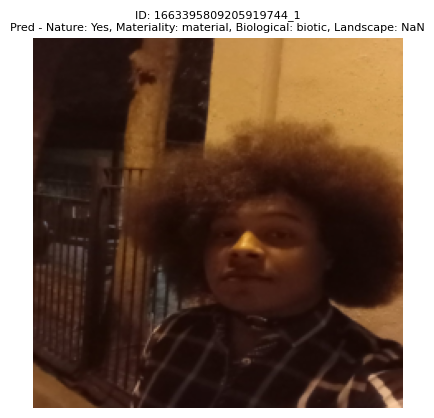 ID: 1663395809205919744_1
Pred - Nature: Yes, Materiality: material, Biological: biotic, Landscape: NaN